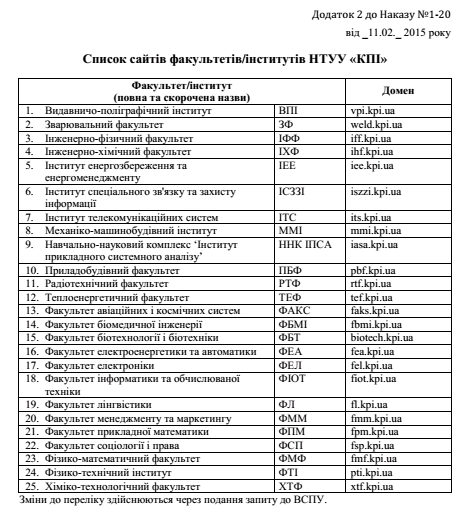 Додаток 2 до Наказу №1-20
від _11.02._ 2015 року
Список сайтів факультетів/інститутів НТУУ «КПІ»
Факультет/інститут Домен
(повна та скорочена назви)
1. Видавничо-поліграфічний інститут ВПІ vpi.kpi.ua
2. Зварювальний факультет ЗФ weld.kpi.ua
3. Інженерно-фізичний факультет ІФФ iff.kpi.ua
4. Інженерно-хімічний факультет ІХФ ihf.kpi.ua
5. Інститут енергозбереження та ІЕЕ iee.kpi.ua
енергоменеджменту
6. Інститут спеціального зв'язку та захисту ІСЗЗІ iszzi.kpi.ua
інформації
7. Інститут телекомунікаційних систем ІТС its.kpi.ua
8. Механіко-машинобудівний інститут ММІ mmi.kpi.ua
9. Навчально-науковий комплекс ‘Інститут ННК ІПСА iasa.kpi.ua
прикладного системного аналізу’
10. Приладобудівний факультет ПБФ pbf.kpi.ua
11. Радіотехнічний факультет РТФ rtf.kpi.ua
12. Теплоенергетичний факультет ТЕФ tef.kpi.ua
13. Факультет авіаційних і космічних систем ФАКС faks.kpi.ua
14. Факультет біомедичної інженерії ФБМІ fbmi.kpi.ua
15. Факультет біотехнології і біотехніки ФБТ biotech.kpi.ua
16. Факультет електроенергетики та автоматики ФЕА fea.kpi.ua
17. Факультет електроніки ФЕЛ fel.kpi.ua
18. Факультет інформатики та обчислюваної ФІОТ fiot.kpi.ua
техніки
19. Факультет лінгвістики ФЛ fl.kpi.ua
20. Факультет менеджменту та маркетингу ФММ fmm.kpi.ua
21. Факультет прикладної математики ФПМ fpm.kpi.ua
22. Факультет соціології і права ФСП fsp.kpi.ua
23. Фізико-математичний факультет ФМФ fmf.kpi.ua
24. Фізико-технічний інститут ФТІ pti.kpi.ua
25. Хіміко-технологічний факультет ХТФ xtf.kpi.ua
Зміни до переліку здійснюються через подання запиту до ВСПУ.